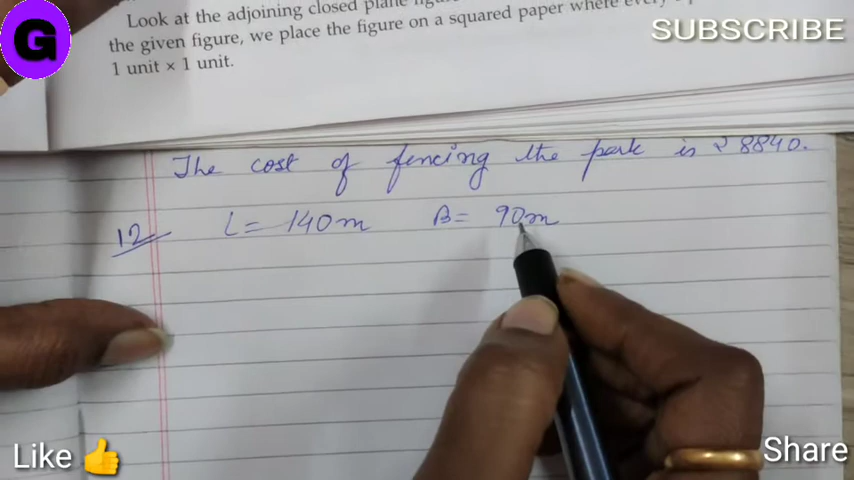 G
Look at the adjoining closed plane
the given figure, we place the figure on a squared paper where every
1 unit × 1 unit.
SUBSCRIBE
The cost of fencing the park is ₹ 8840.
12 L = 140m B = 90m
Like 👍
Share